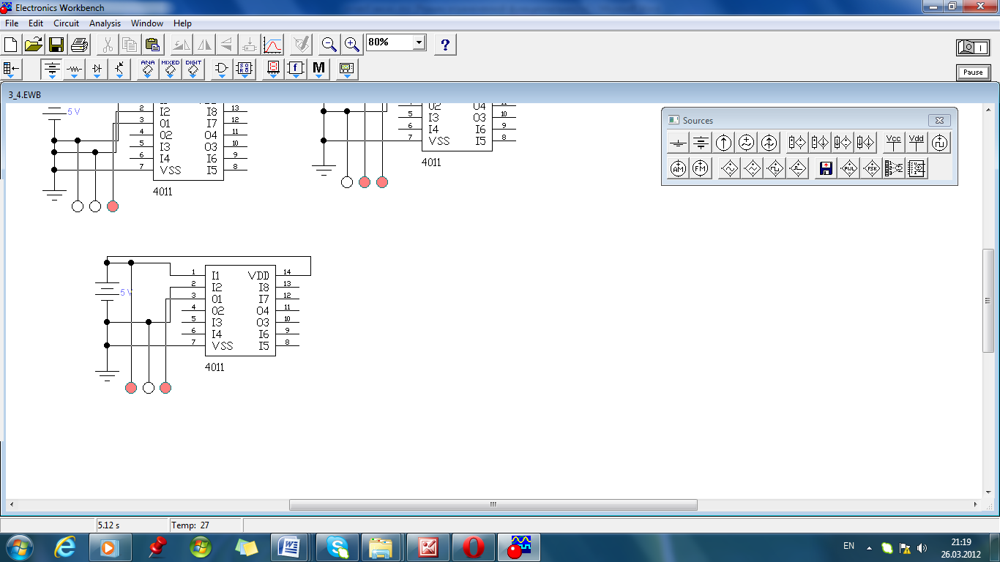 Electronics Workbench
File Edit Circuit Analysis Window Help
80%
?
ANA MIXED DIGIT
f M
Pause
3_4.EWB
5 V
2 I2 I8 13
3 O1 I7 12
4 O2 O4 11
5 I3 O3 10
6 I4 I6 9
7 VSS I5 8
4011
O2 O4
5 I3 O3 10
6 I4 I6 9
7 VSS I5 8
4011
Sources
Vcc Vdd
AM FM PUL FSK
1 I1 VDD 14
2 I2 I8 13
5 V
3 O1 I7 12
4 O2 O4 11
5 I3 O3 10
6 I4 I6 9
7 VSS I5 8
4011
5.12 s Temp: 27
EN
21:19
26.03.2012